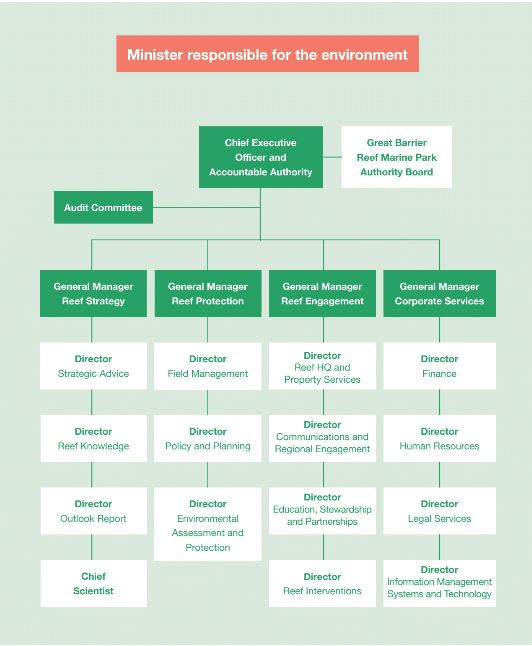 Minister responsible for the environment
Chief Executive
Officer and
Accountable Authority
Great Barrier
Reef Marine Park
Authority Board
Audit Committee
General Manager
Reef Strategy
General Manager
Reef Protection
General Manager
Reef Engagement
General Manager
Corporate Services
Director
Strategic Advice
Director
Field Management
Director
Reef HQ and
Property Services
Director
Finance
Director
Reef Knowledge
Director
Policy and Planning
Director
Communications and
Regional Engagement
Director
Human Resources
Director
Outlook Report
Director
Environmental
Assessment and
Protection
Director
Education, Stewardship
and Partnerships
Director
Legal Services
Chief
Scientist
Director
Reef Interventions
Director
Information Management
Systems and Technology